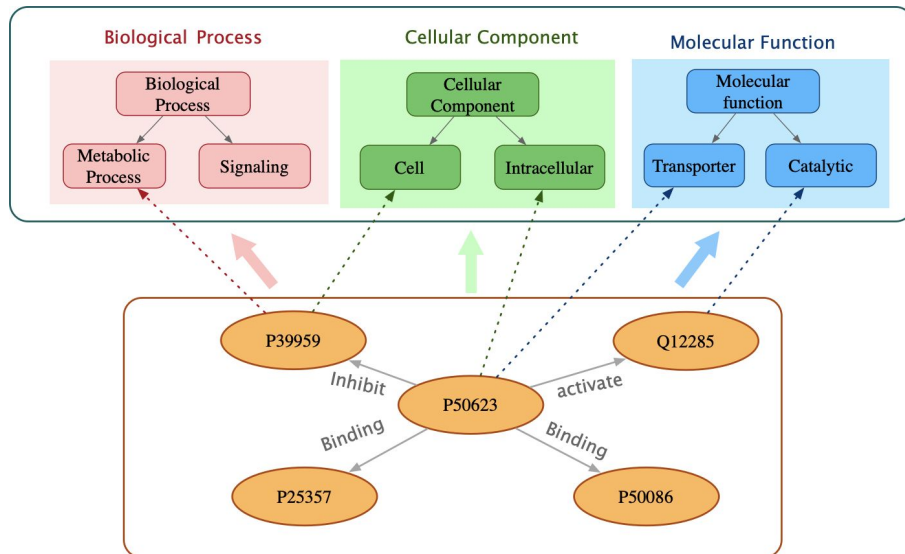 Biological Process
Cellular Component
Molecular Function
Biological
Process
Cellular
Component
Molecular
function
Metabolic
Process
Signaling
Cell
Intracellular
Transporter
Catalytic
P39959
Q12285
Inhibit
activate
P50623
Binding
Binding
P25357
P50086